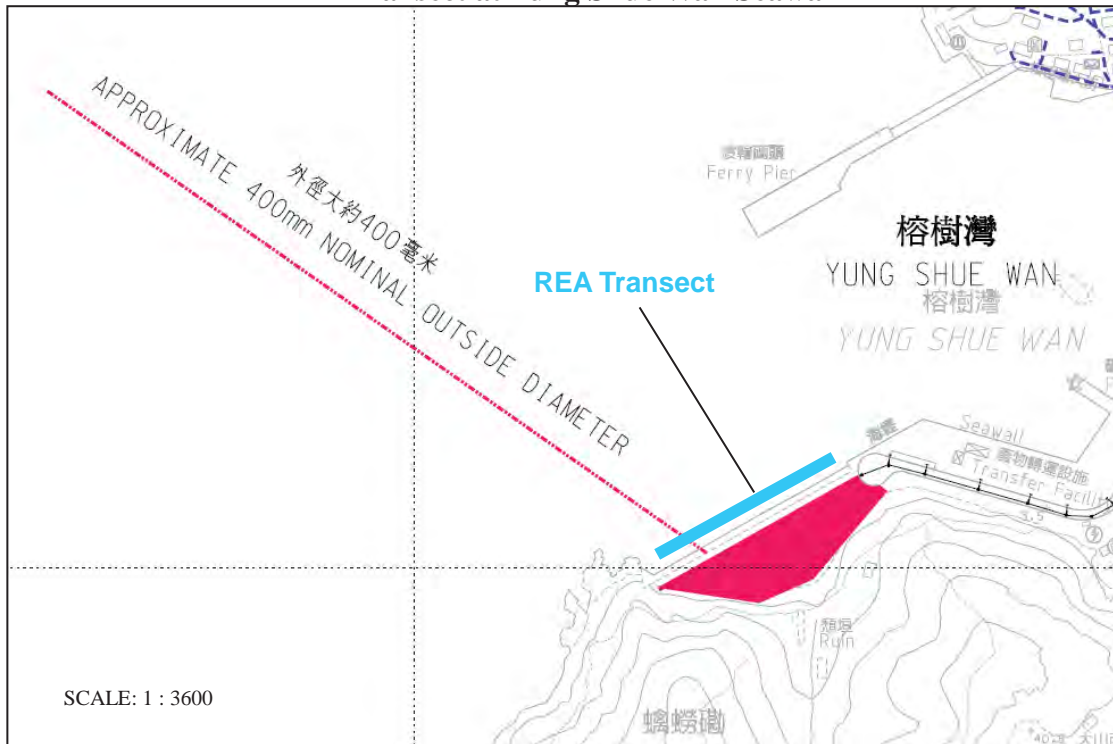 渡輪碼頭
Ferry Pier
榕樹灣
YUNG SHUE WAN
榕樹灣
YUNG SHUE WAN
外徑大約400毫米
APPROXIMATE 400mm NOMINAL OUTSIDE DIAMETER
REA Transect
海堤
Seawall
廢物轉運設施
Transfer Facility
3.5
頹垣
Ruin
SCALE: 1 : 3600